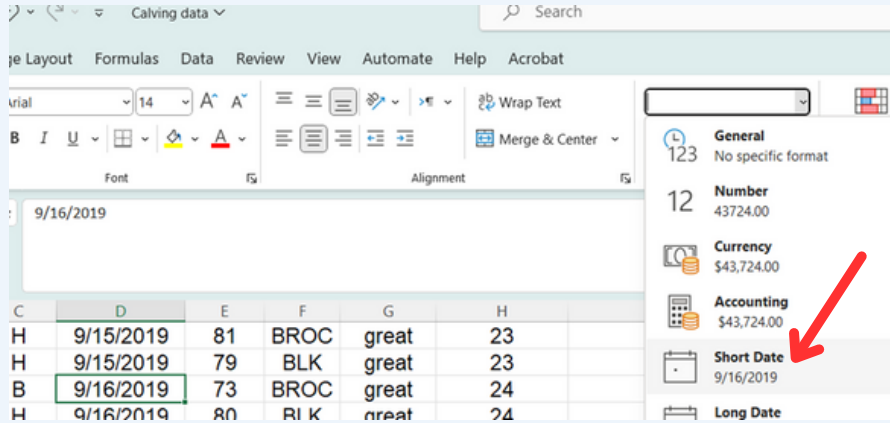 Calving data
Search
ge Layout Formulas Data Review View Automate Help Acrobat
Arial 14 A A ab Wrap Text
B I U A Merge & Center
Font Alignment
9/16/2019
123 General
No specific format
12 Number
43724.00
Currency
$43,724.00
Accounting
$43,724.00
Short Date
9/16/2019
Long Date
C D E F G H
H 9/15/2019 81 BROC great 23
H 9/15/2019 79 BLK great 23
B 9/16/2019 73 BROC great 24
H 9/16/2019 80 BLK great 24